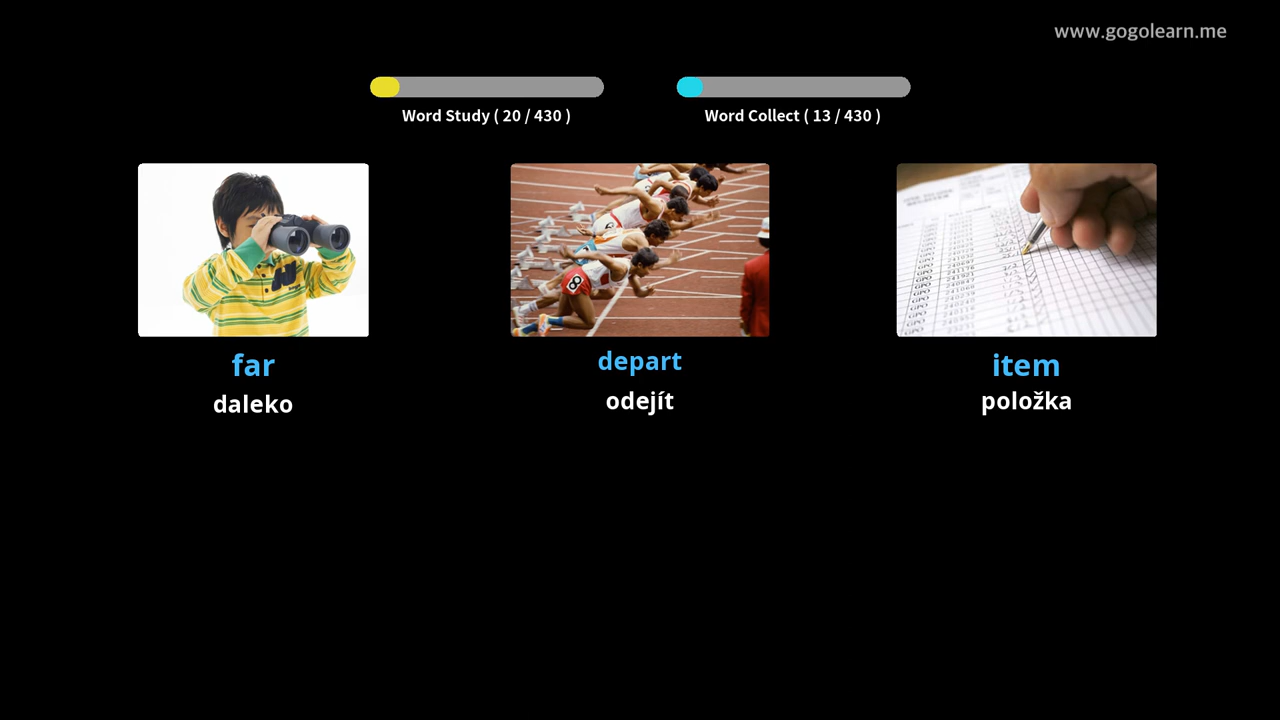 www.gogolearn.me
Word Study ( 20 / 430 )
Word Collect ( 13 / 430 )
far
depart
item
daleko
odejít
položka